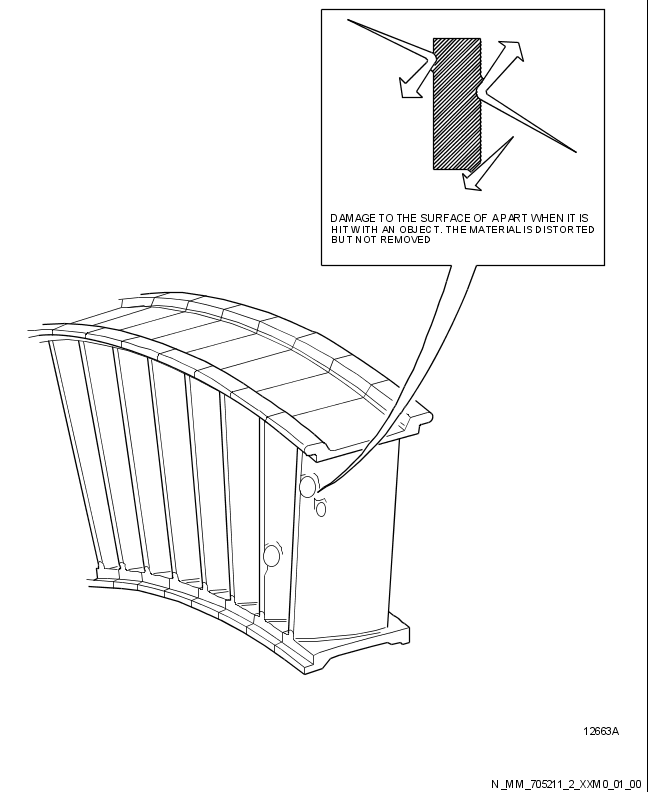 DAMAGE TO THE SURFACE OF A PART WHEN IT IS
HIT WITH AN OBJECT. THE MATERIAL IS DISTORTED
BUT NOT REMOVED
12663A
N_MM_705211_2_XXM0_01_00